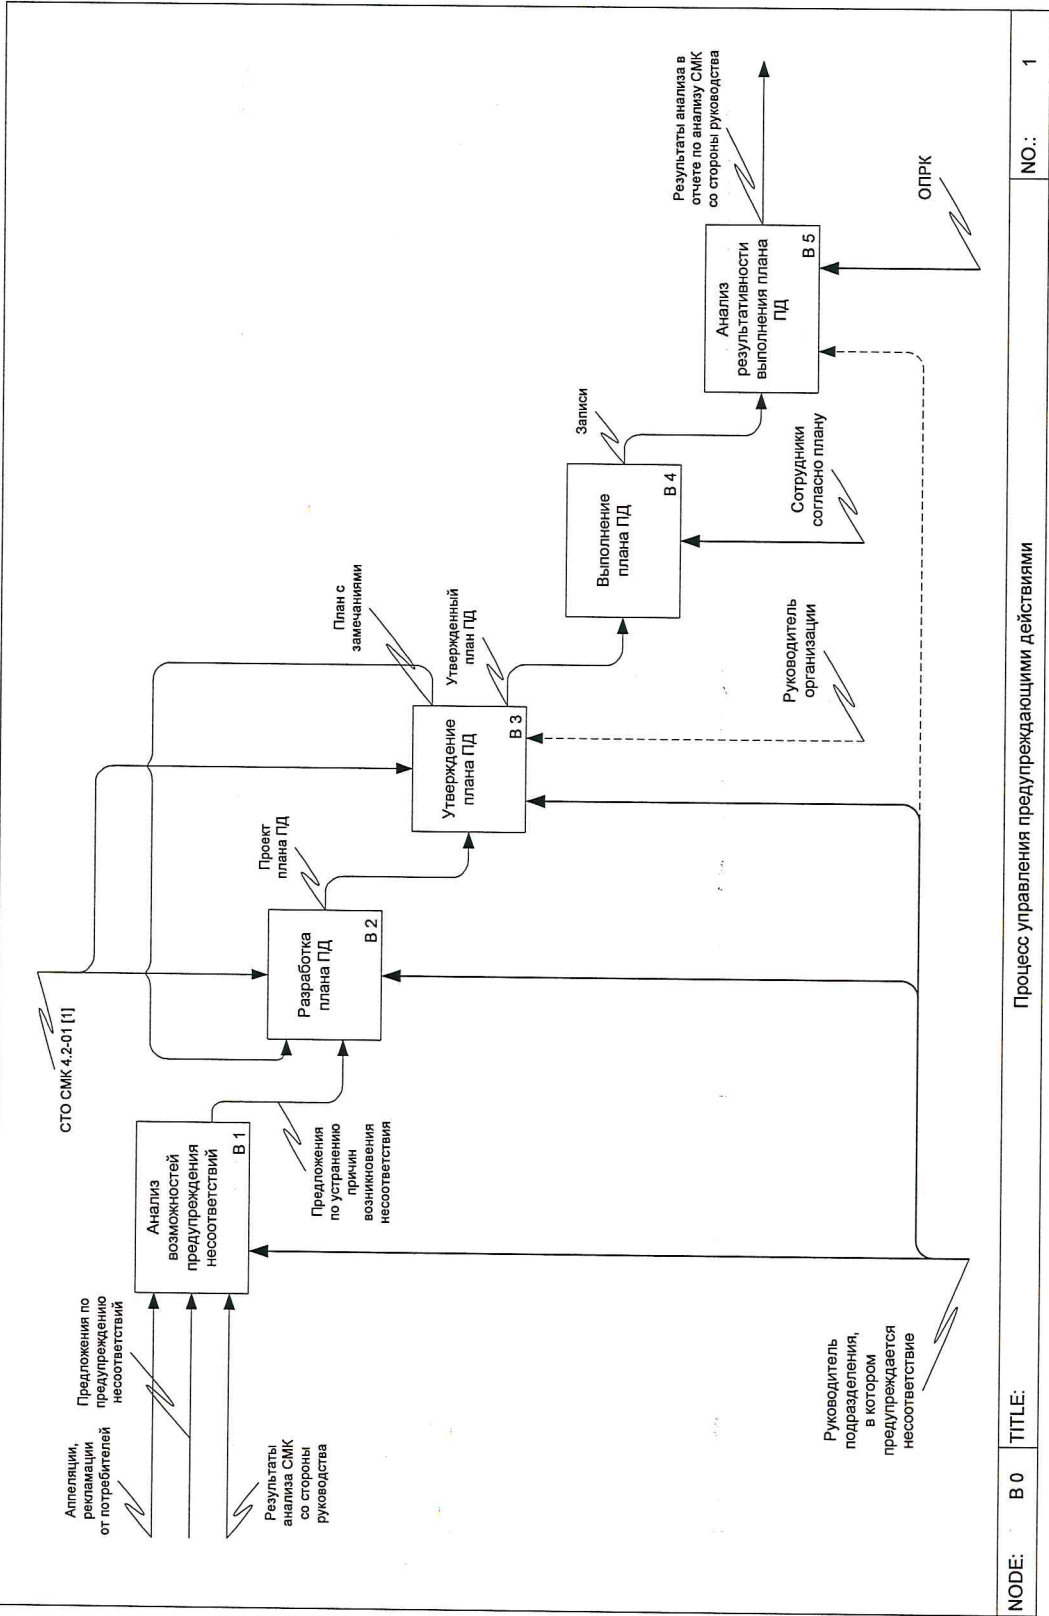 СТО СМК 4.2-01 [1]
Аппеляции,
рекламации
от потребителей
Предложения по
предупреждению
несоответствий
Результаты
анализа СМК
со стороны
руководства
Анализ
возможностей
предупреждения
несоответствий
В 1
Предложения
по устранению
причин
возникновения
несоответствия
Разработка
плана ПД
В 2
Проект
плана ПД
Утверждение
плана ПД
В 3
План с
замечаниями
Утвержденный
план ПД
Выполнение
плана ПД
В 4
Записи
Анализ
результативности
выполнения плана
ПД
В 5
Результаты анализа в
отчете по анализу СМК
со стороны руководства
Руководитель
подразделения,
в котором
предупреждается
несоответствие
Руководитель
организации
Сотрудники
согласно плану
ОПРК
NODE:
В 0
TITLE:
Процесс управления предупреждающими действиями
NO.:
1